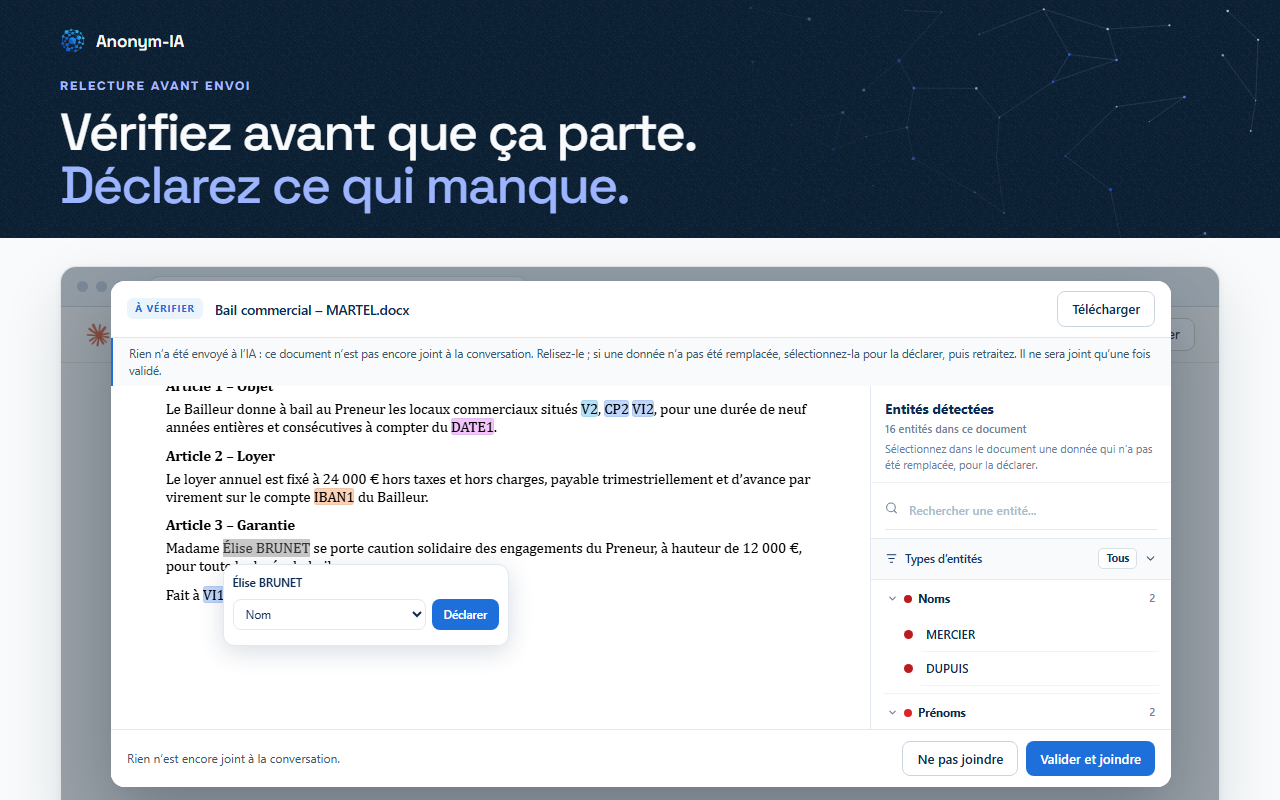 Anonym-IA
RELECTURE AVANT ENVOI
Vérifiez avant que ça parte.
Déclarez ce qui manque.
À VÉRIFIER
Bail commercial – MARTEL.docx
Télécharger
Rien n'a été envoyé à l'IA : ce document n'est pas encore joint à la conversation. Relisez-le ; si une donnée n'a pas été remplacée, sélectionnez-la pour la déclarer, puis retraitez. Il ne sera joint qu'une fois
validé.
Article 1 – Objet
Le Bailleur donne à bail au Preneur les locaux commerciaux situés V2, CP2 VI2, pour une durée de neuf
années entières et consécutives à compter du DATE1.
Article 2 – Loyer
Le loyer annuel est fixé à 24 000 € hors taxes et hors charges, payable trimestriellement et d'avance par
virement sur le compte IBAN1 du Bailleur.
Article 3 – Garantie
Madame Élise BRUNET se porte caution solidaire des engagements du Preneur, à hauteur de 12 000 €,
pour
Fait à VI1
Élise BRUNET
Nom
Déclarer
Entités détectées
16 entités dans ce document
Sélectionnez dans le document une donnée qui n'a pas
été remplacée, pour la déclarer.
Rechercher une entité...
Types d'entités
Tous
Noms 2
MERCIER
DUPUIS
Prénoms 2
Rien n'est encore joint à la conversation.
Ne pas joindre
Valider et joindre